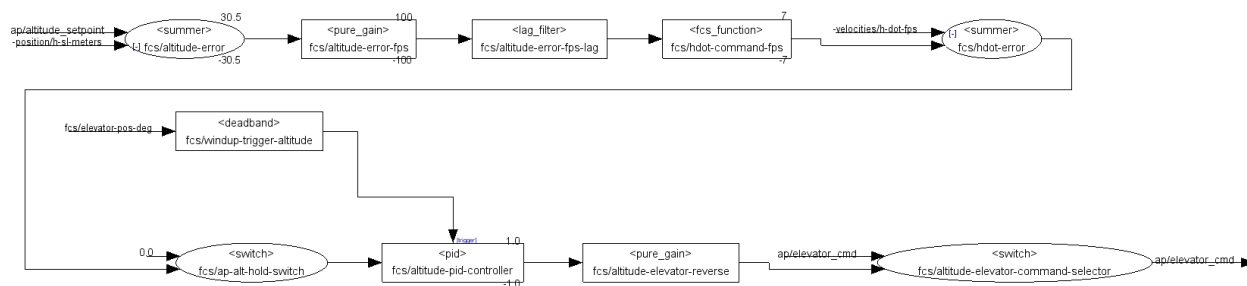 ap/altitude_setpoint
-position/h-sl-meters
[-]
30.5
<summer>
fcs/altitude-error
-30.5
100
<pure_gain>
fcs/altitude-error-fps
-100
<lag_filter>
fcs/altitude-error-fps-lag
7
<fcs_function>
fcs/hdot-command-fps
-7
-velocities/h-dot-fps
[-]
<summer>
fcs/hdot-error
fcs/elevator-pos-deg
<deadband>
fcs/windup-trigger-altitude
0.0
<switch>
fcs/ap-alt-hold-switch
[trigger]
1.0
<pid>
fcs/altitude-pid-controller
-1.0
<pure_gain>
fcs/altitude-elevator-reverse
ap/elevator_cmd
<switch>
fcs/altitude-elevator-command-selector
ap/elevator_cmd